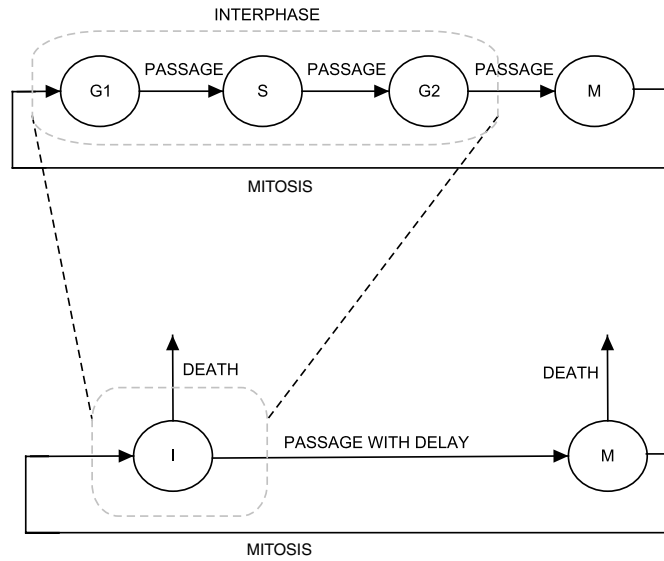 INTERPHASE
PASSAGE PASSAGE PASSAGE
G1 S G2 M
MITOSIS
DEATH DEATH
PASSAGE WITH DELAY
I M
MITOSIS